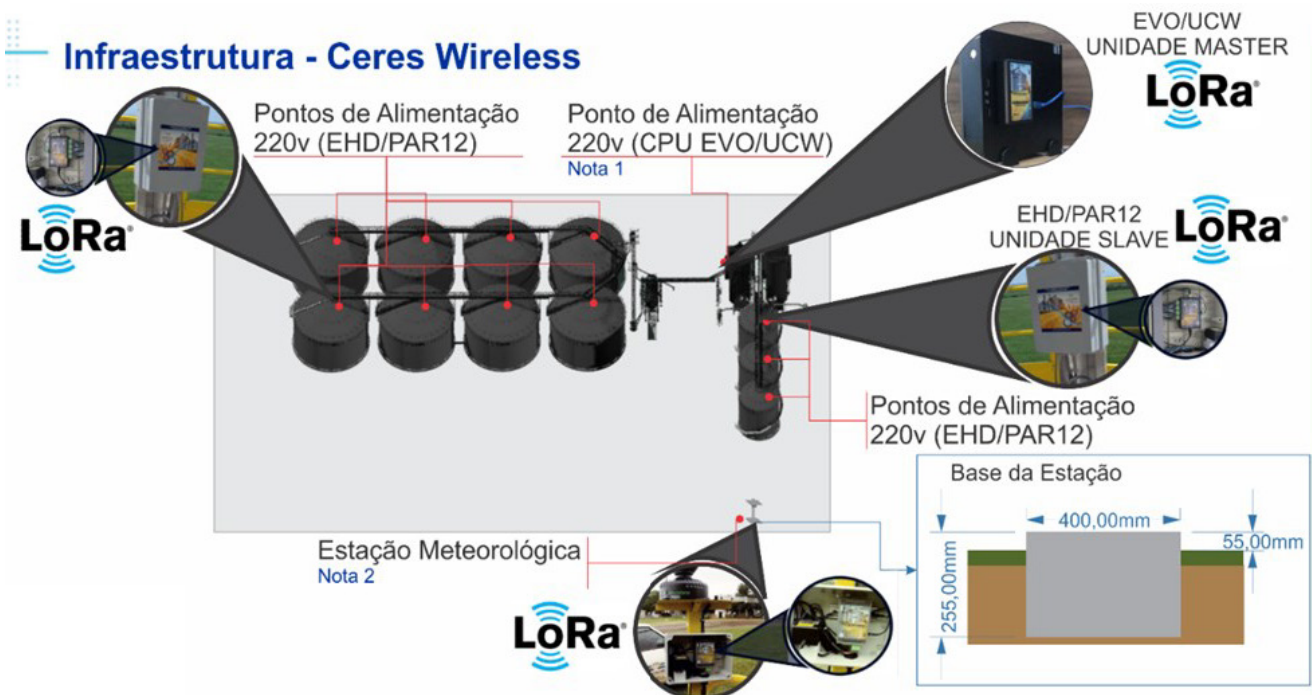 Infraestrutura - Ceres Wireless
EVO/UCW
UNIDADE MASTER
LoRa®
Pontos de Alimentação
220v (EHD/PAR12)
Ponto de Alimentação
220v (CPU EVO/UCW)
Nota 1
LoRa®
EHD/PAR12
UNIDADE SLAVE
LoRa®
Pontos de Alimentação
220v (EHD/PAR12)
Base da Estação
400,00mm
55,00mm
255,00mm
Estação Meteorológica
Nota 2
LoRa®